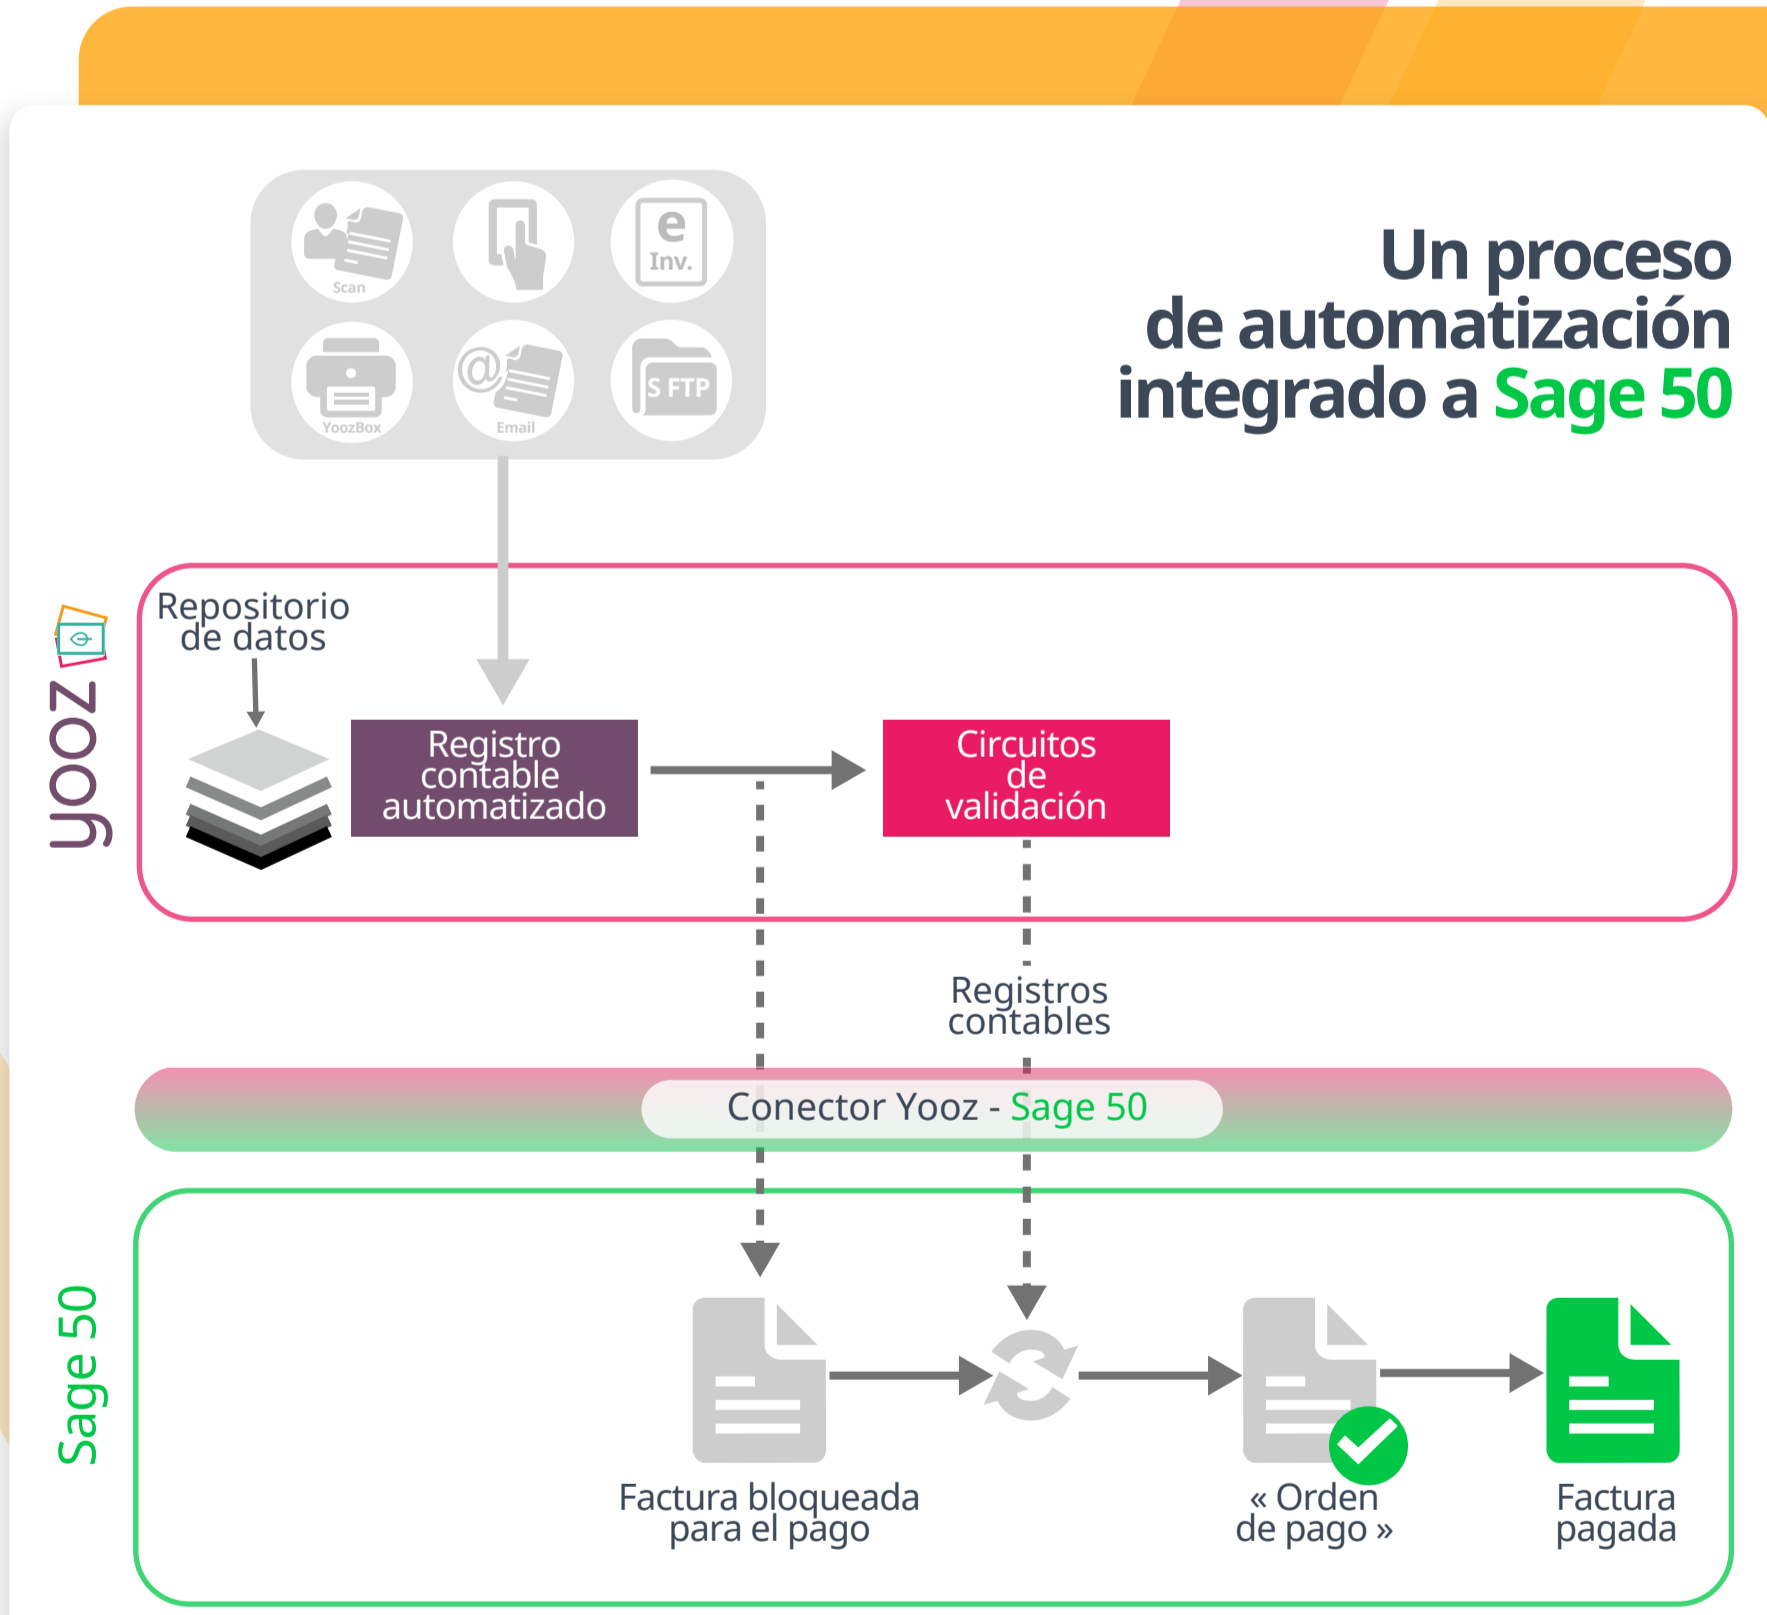 Un proceso
de automatización
integrado a Sage 50
Scan
e
Inv.
YoozBox
@
Email
S FTP
yooz
Repositorio
de datos
Registro
contable
automatizado
Circuitos
de
validación
Registros
contables
Conector Yooz - Sage 50
Sage 50
Factura bloqueada
para el pago
« Orden
de pago »
Factura
pagada